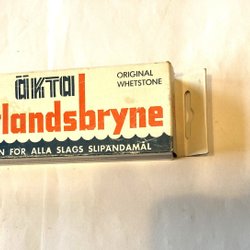 äKTA
ORIGINAL
WHETSTONE
landsbryne
N FÖR ALLA SLAGS SLIPÄNDAMÅL